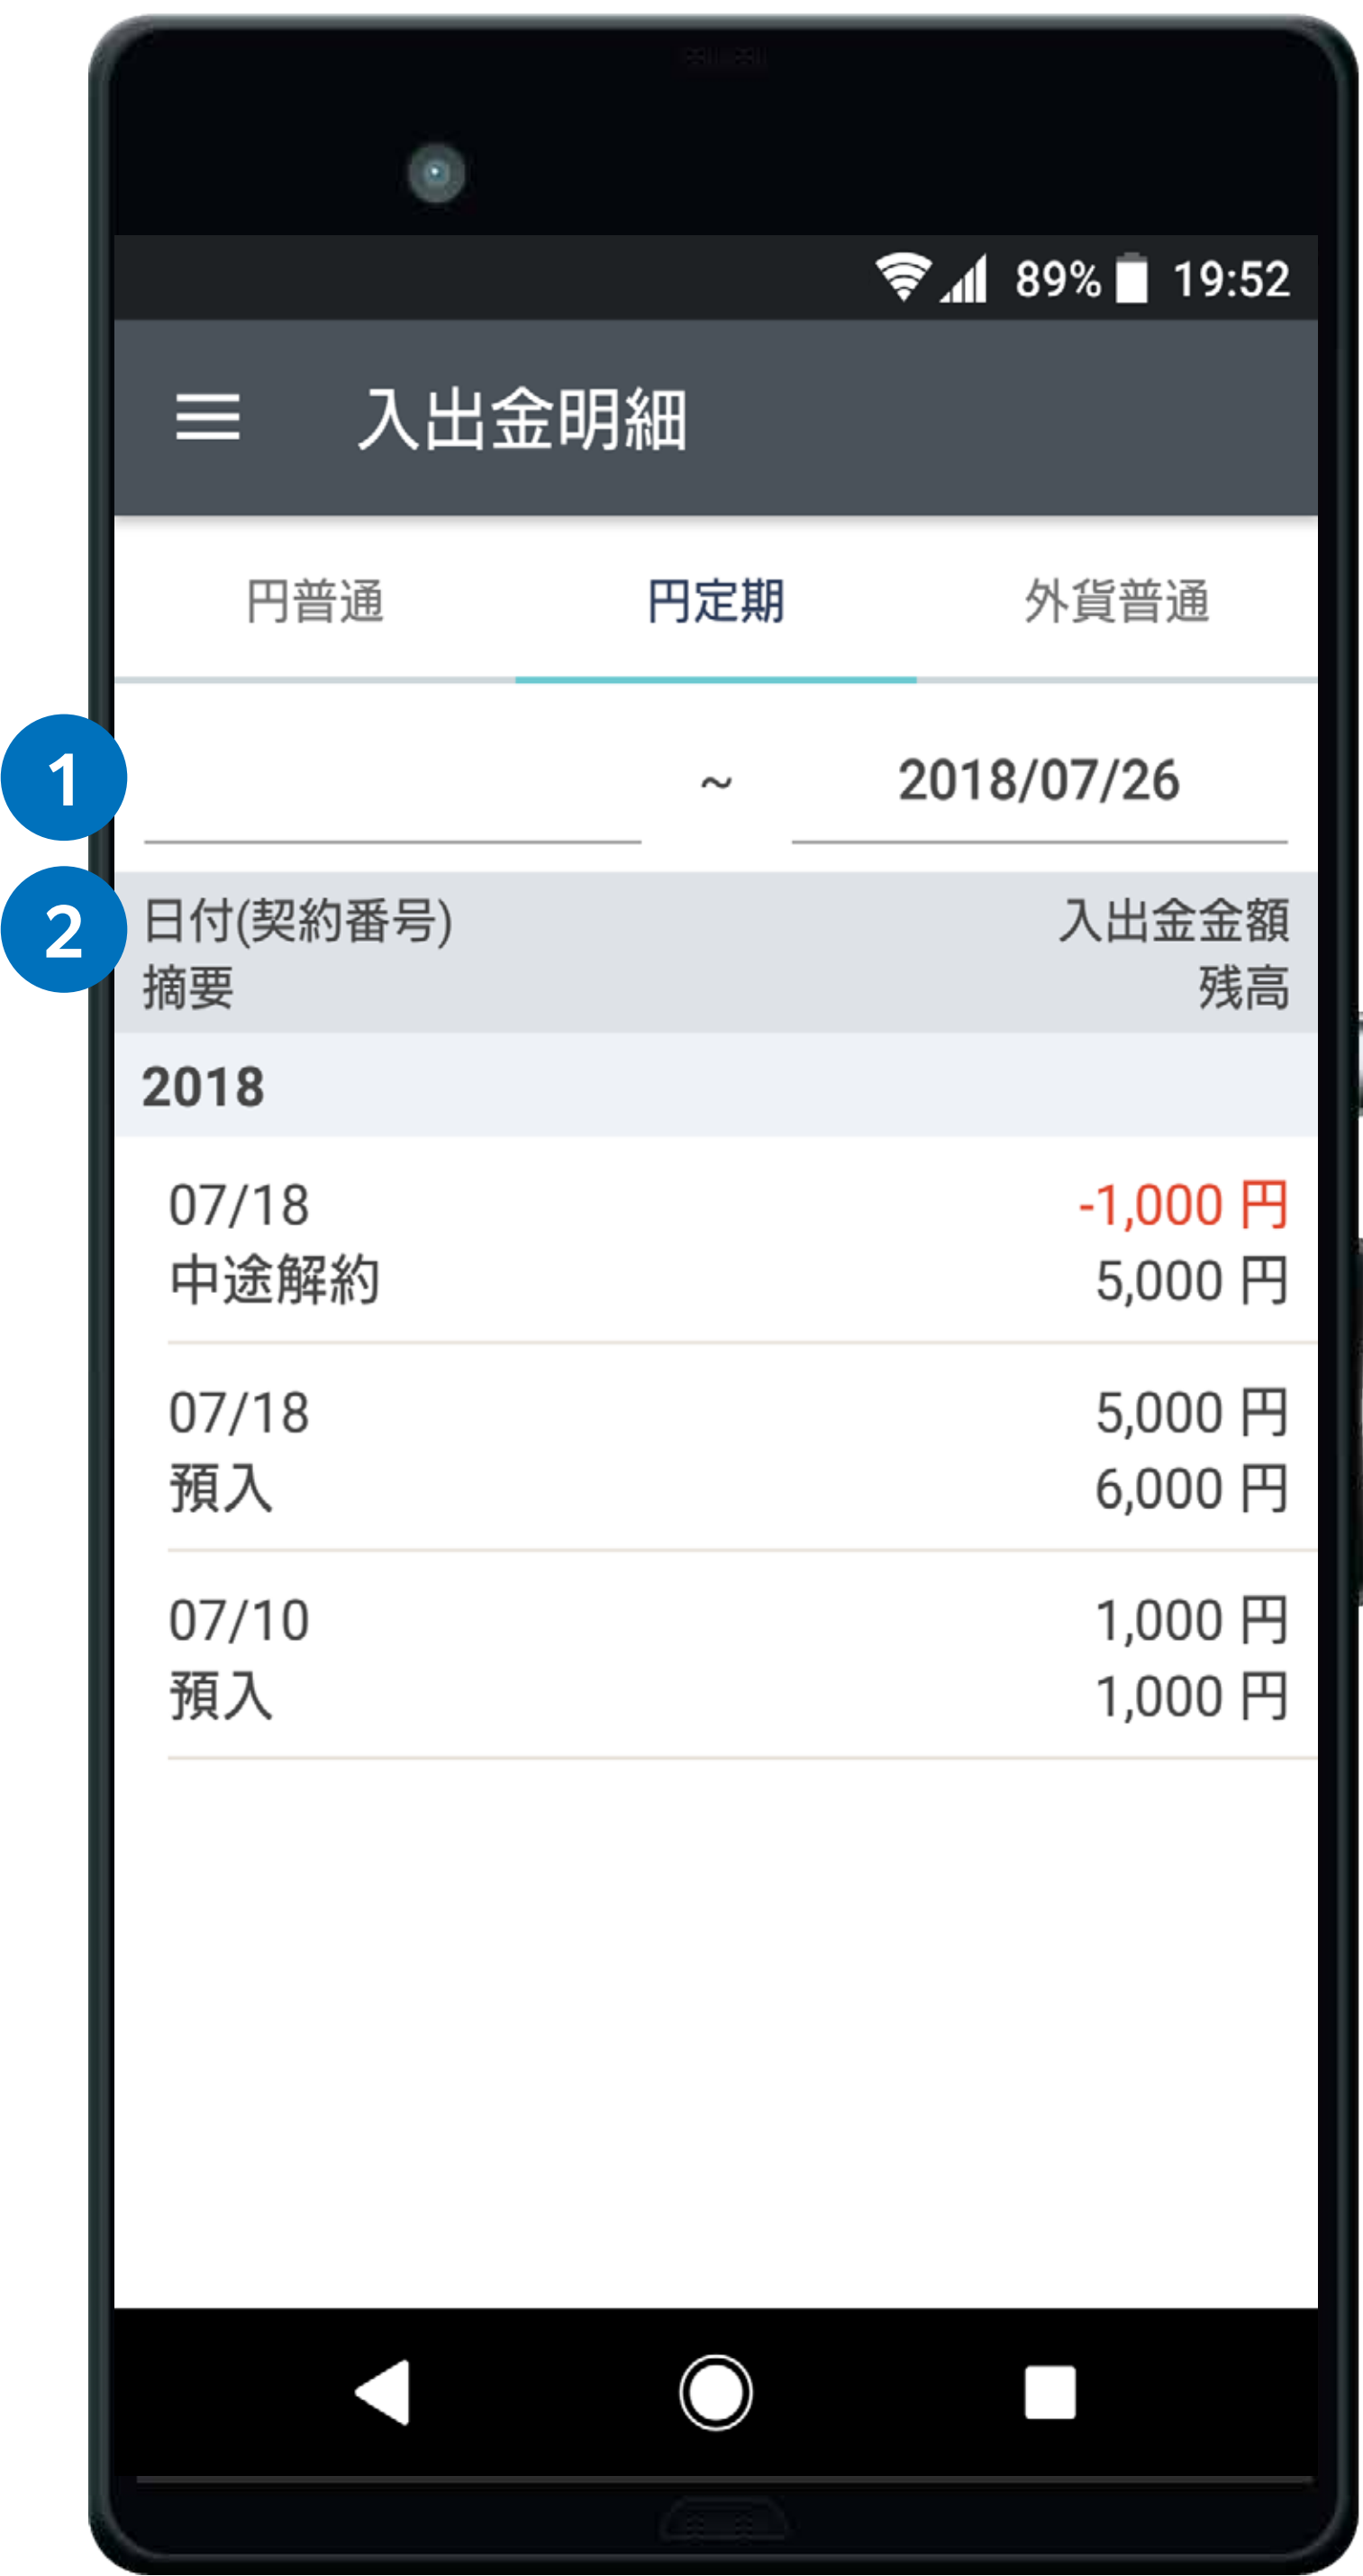 89% 19:52
入出金明細
円普通 円定期 外貨普通
1 ~ 2018/07/26
2 日付(契約番号) 入出金金額
摘要 残高
2018
07/18 -1,000 円
中途解約 5,000 円
07/18 5,000 円
預入 6,000 円
07/10 1,000 円
預入 1,000 円